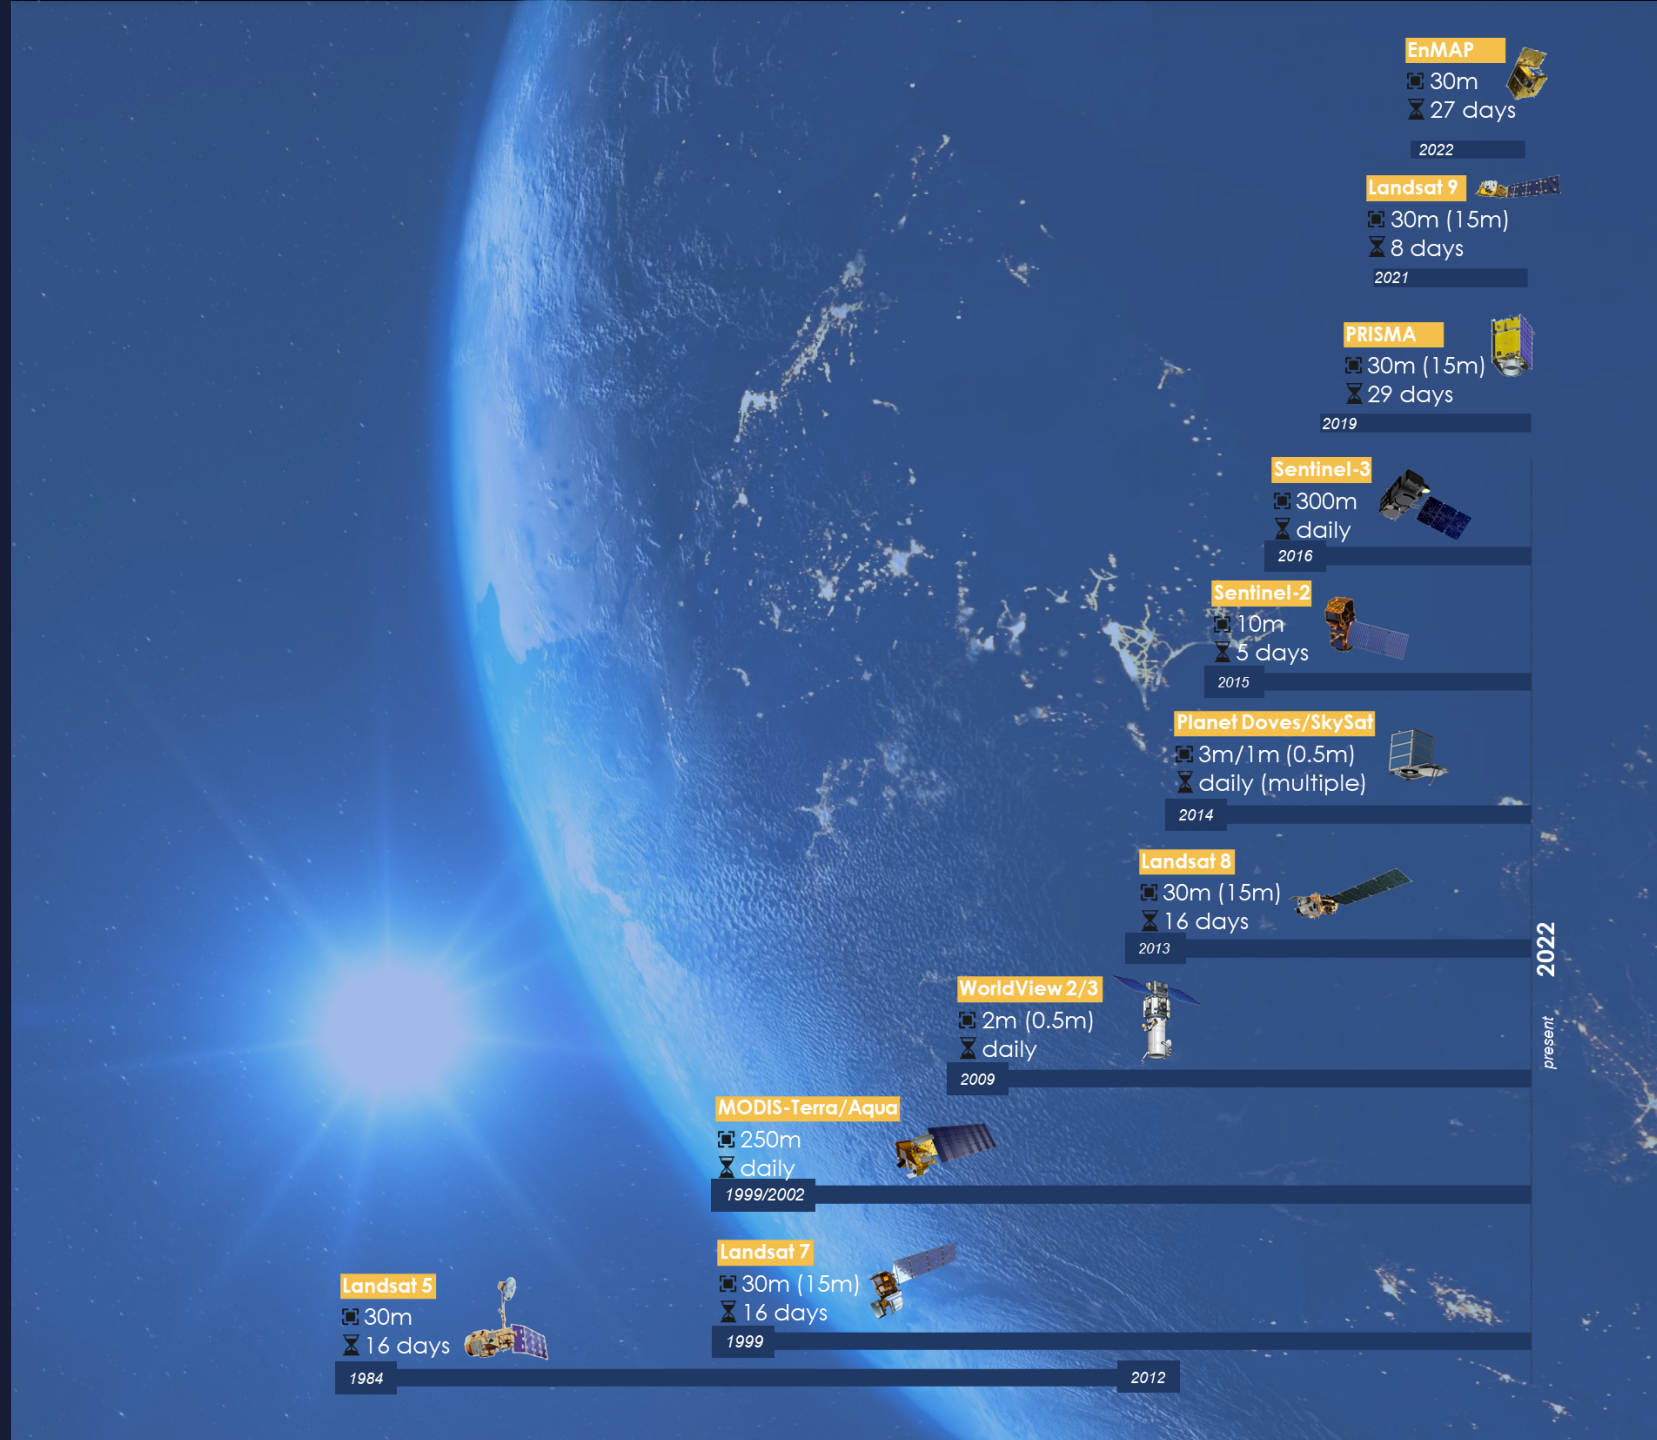 EnMAP
30m
27 days
2022
Landsat 9
30m (15m)
8 days
2021
PRISMA
30m (15m)
29 days
2019
Sentinel-3
300m
daily
2016
Sentinel-2
10m
5 days
2015
Planet Doves/SkySat
3m/1m (0.5m)
daily (multiple)
2014
Landsat 8
30m (15m)
16 days
2013
WorldView 2/3
2m (0.5m)
daily
2009
MODIS-Terra/Aqua
250m
daily
1999/2002
Landsat 7
30m (15m)
16 days
1999
Landsat 5
30m
16 days
1984
2012
present
2022